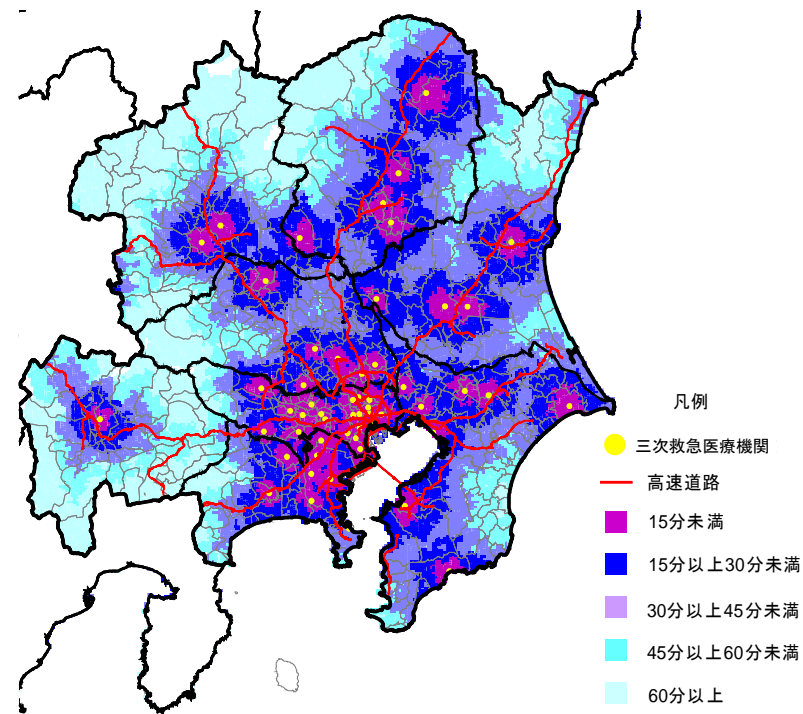 凡例
三次救急医療機関
高速道路
15分未満
15分以上30分未満
30分以上45分未満
45分以上60分未満
60分以上